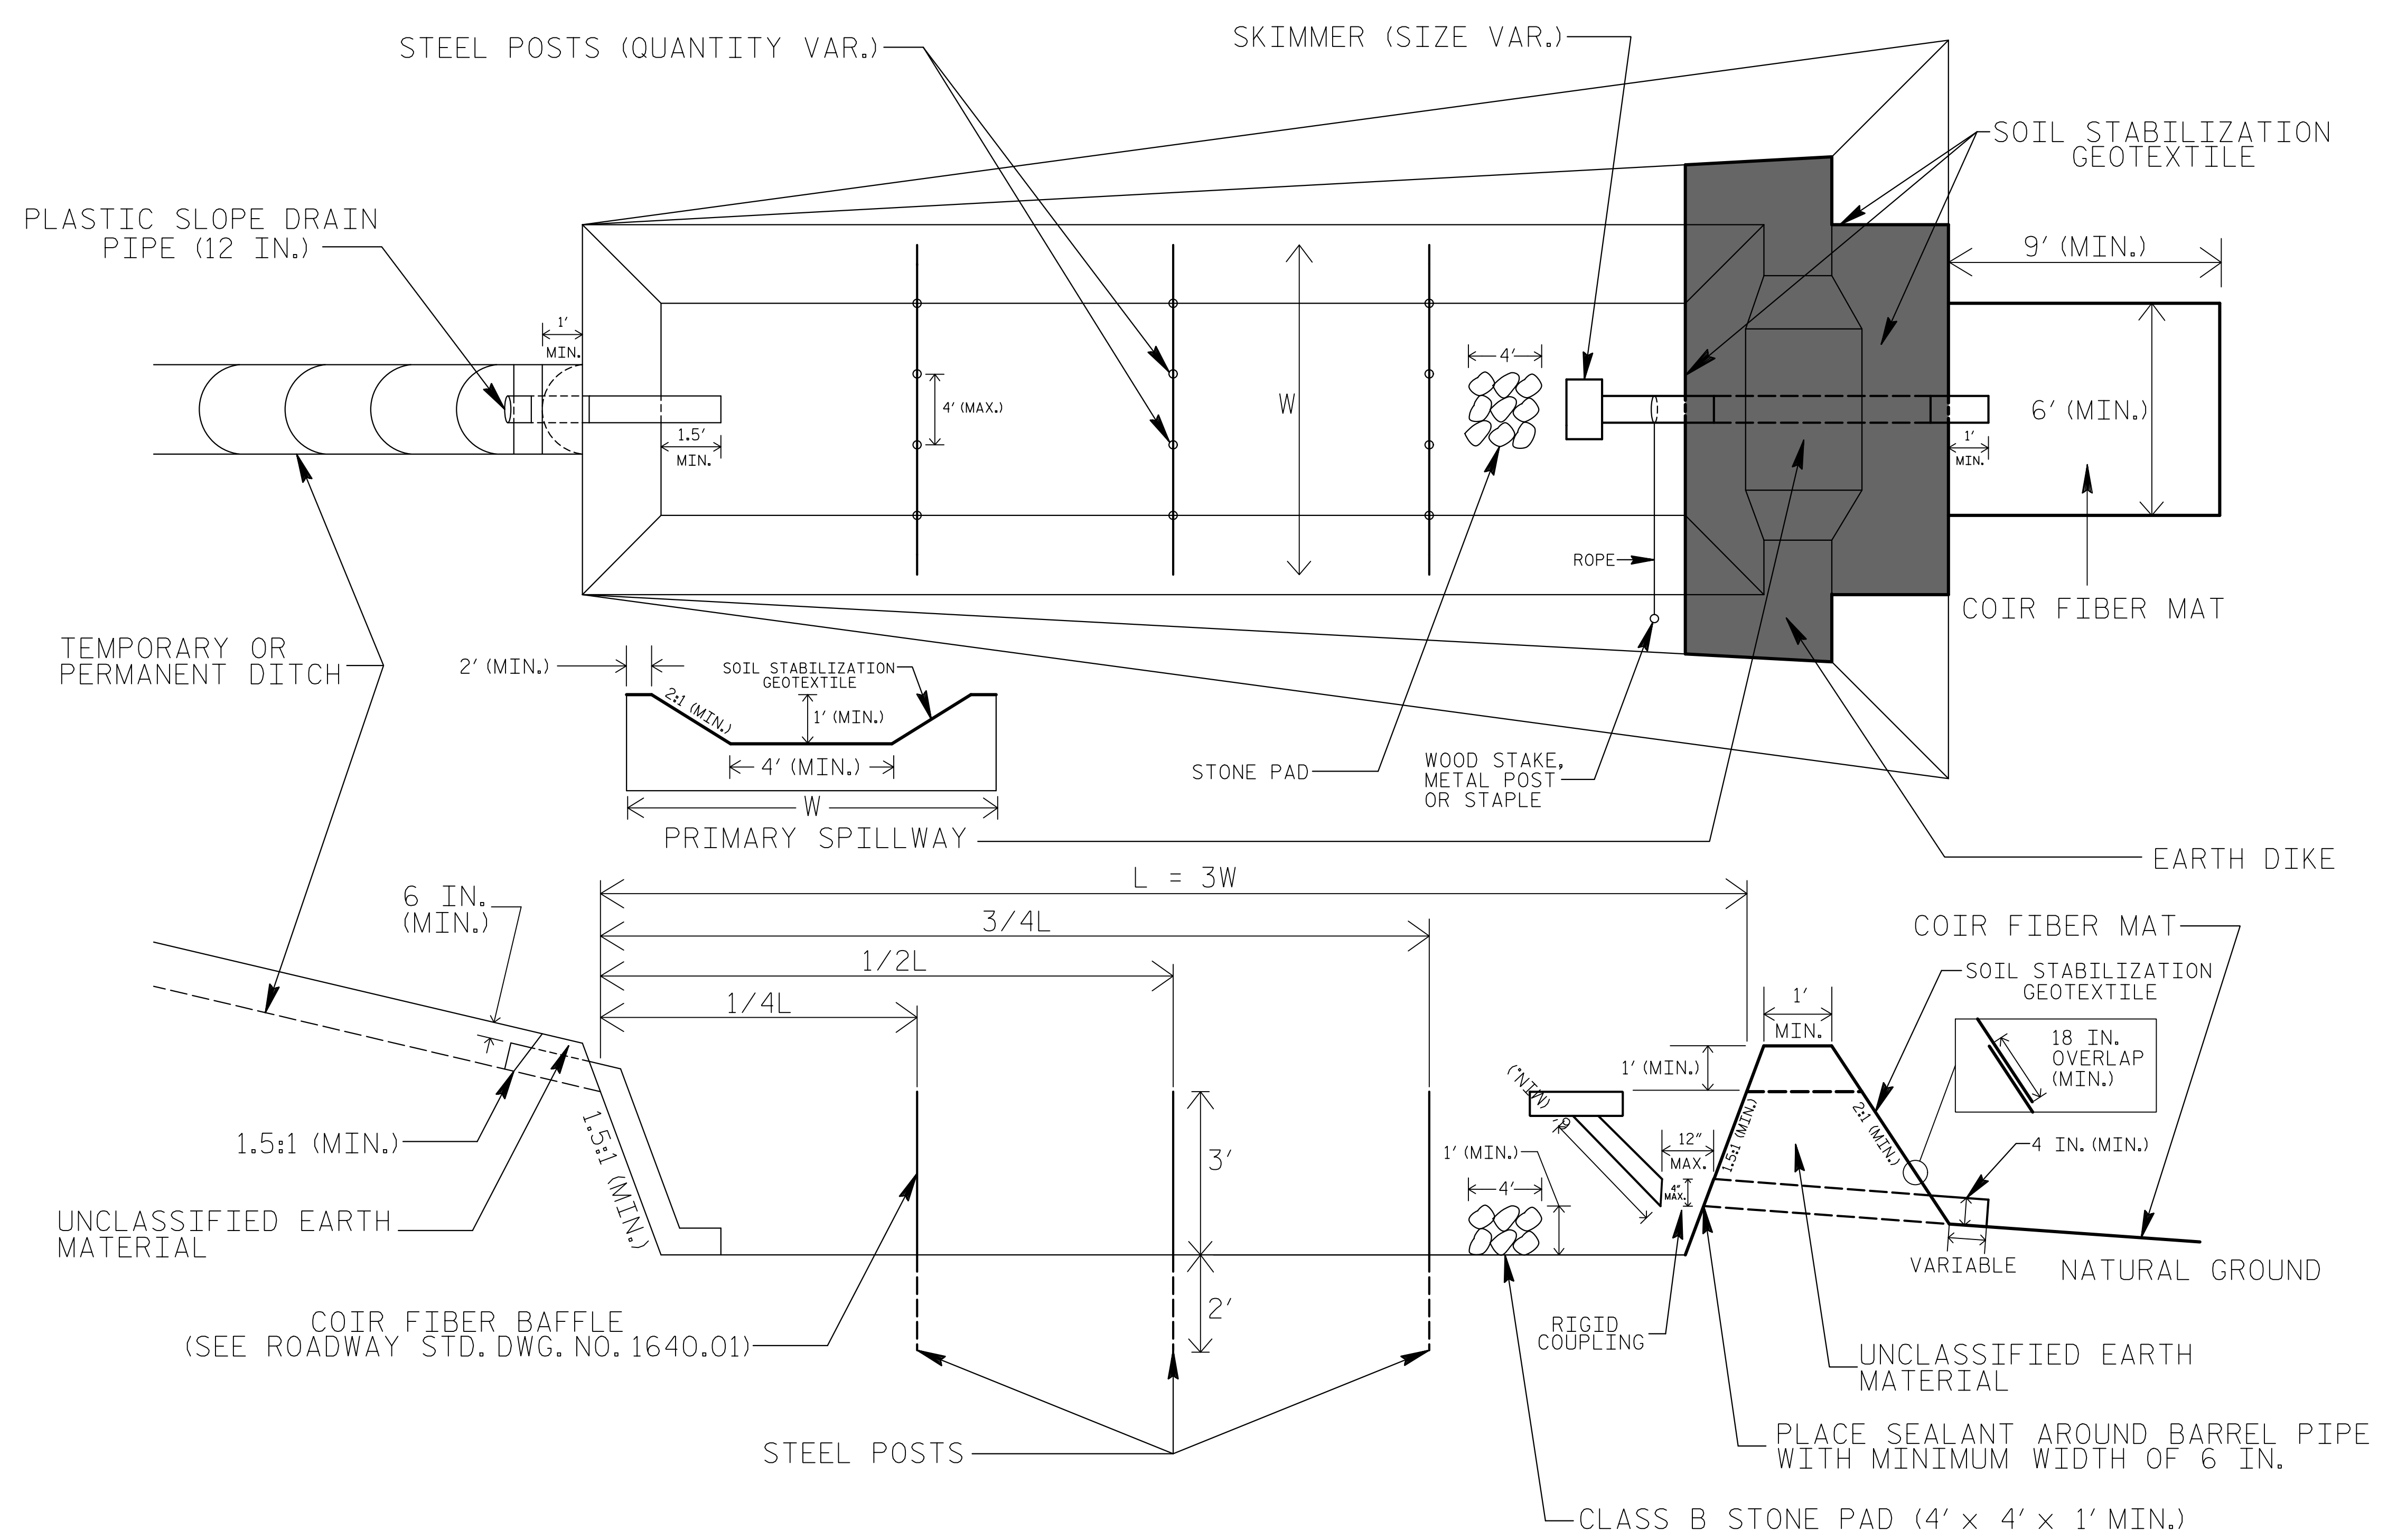 STEEL POSTS (QUANTITY VAR.)
SKIMMER (SIZE VAR.)
SOIL STABILIZATION
GEOTEXTILE
PLASTIC SLOPE DRAIN
PIPE (12 IN.)
9' (MIN.)
1'
MIN.
4'
4' (MAX.)
W
6' (MIN.)
1.5'
MIN.
1'
MIN.
ROPE
COIR FIBER MAT
TEMPORARY OR
PERMANENT DITCH
2' (MIN.)
SOIL STABILIZATION
GEOTEXTILE
2:1 (MIN.)
1' (MIN.)
4' (MIN.)
W
PRIMARY SPILLWAY
STONE PAD
WOOD STAKE,
METAL POST
OR STAPLE
EARTH DIKE
L = 3W
3/4L
1/2L
1/4L
6 IN.
(MIN.)
COIR FIBER MAT
SOIL STABILIZATION
GEOTEXTILE
1'
MIN.
18 IN.
OVERLAP
(MIN.)
1' (MIN.)
6' (MIN.)
1.5:1 (MIN.)
2:1 (MIN.)
1.5:1 (MIN.)
1.5:1 (MIN.)
12"
MAX.
4"
MAX.
1' (MIN.)
4'
4 IN. (MIN.)
3'
2'
UNCLASSIFIED EARTH
MATERIAL
VARIABLE
NATURAL GROUND
COIR FIBER BAFFLE
(SEE ROADWAY STD. DWG. NO. 1640.01)
RIGID
COUPLING
UNCLASSIFIED EARTH
MATERIAL
STEEL POSTS
PLACE SEALANT AROUND BARREL PIPE
WITH MINIMUM WIDTH OF 6 IN.
CLASS B STONE PAD (4' x 4' x 1' MIN.)